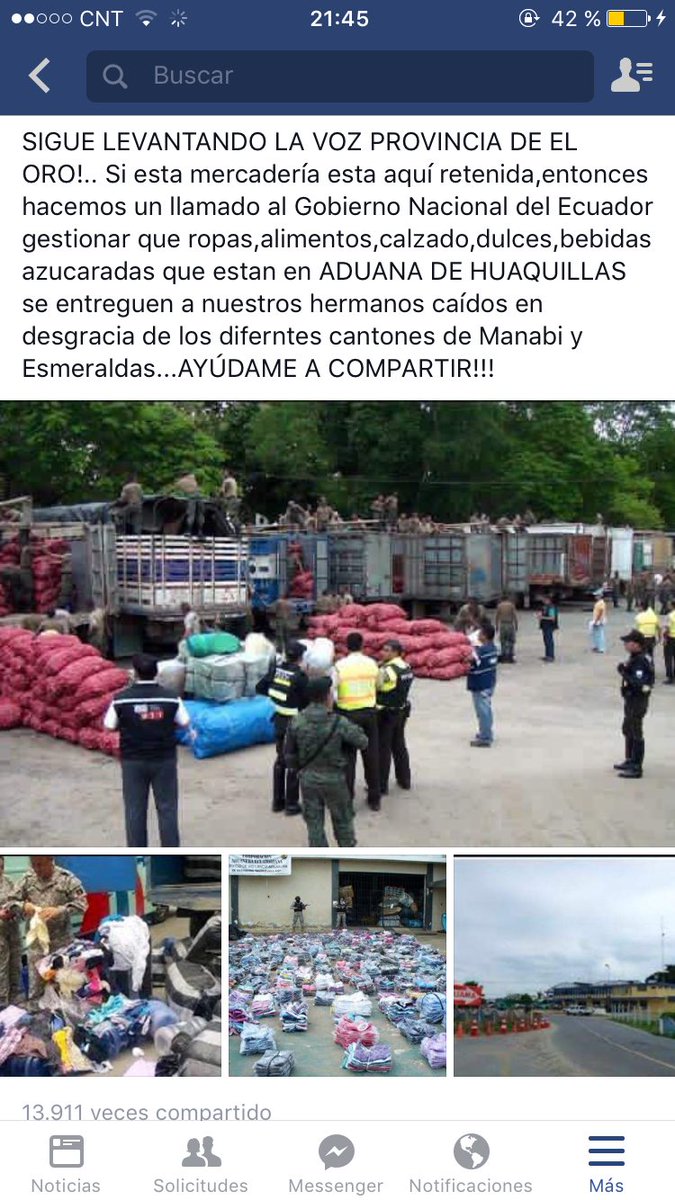 CNT 21:45 42 %
Buscar
SIGUE LEVANTANDO LA VOZ PROVINCIA DE EL
ORO!.. Si esta mercadería esta aquí retenida,entonces
hacemos un llamado al Gobierno Nacional del Ecuador
gestionar que ropas,alimentos,calzado,dulces,bebidas
azucaradas que estan en ADUANA DE HUAQUILLAS
se entreguen a nuestros hermanos caídos en
desgracia de los diferntes cantones de Manabi y
Esmeraldas...AYÚDAME A COMPARTIR!!!
13.911 veces compartido
Noticias Solicitudes Messenger Notificaciones Más